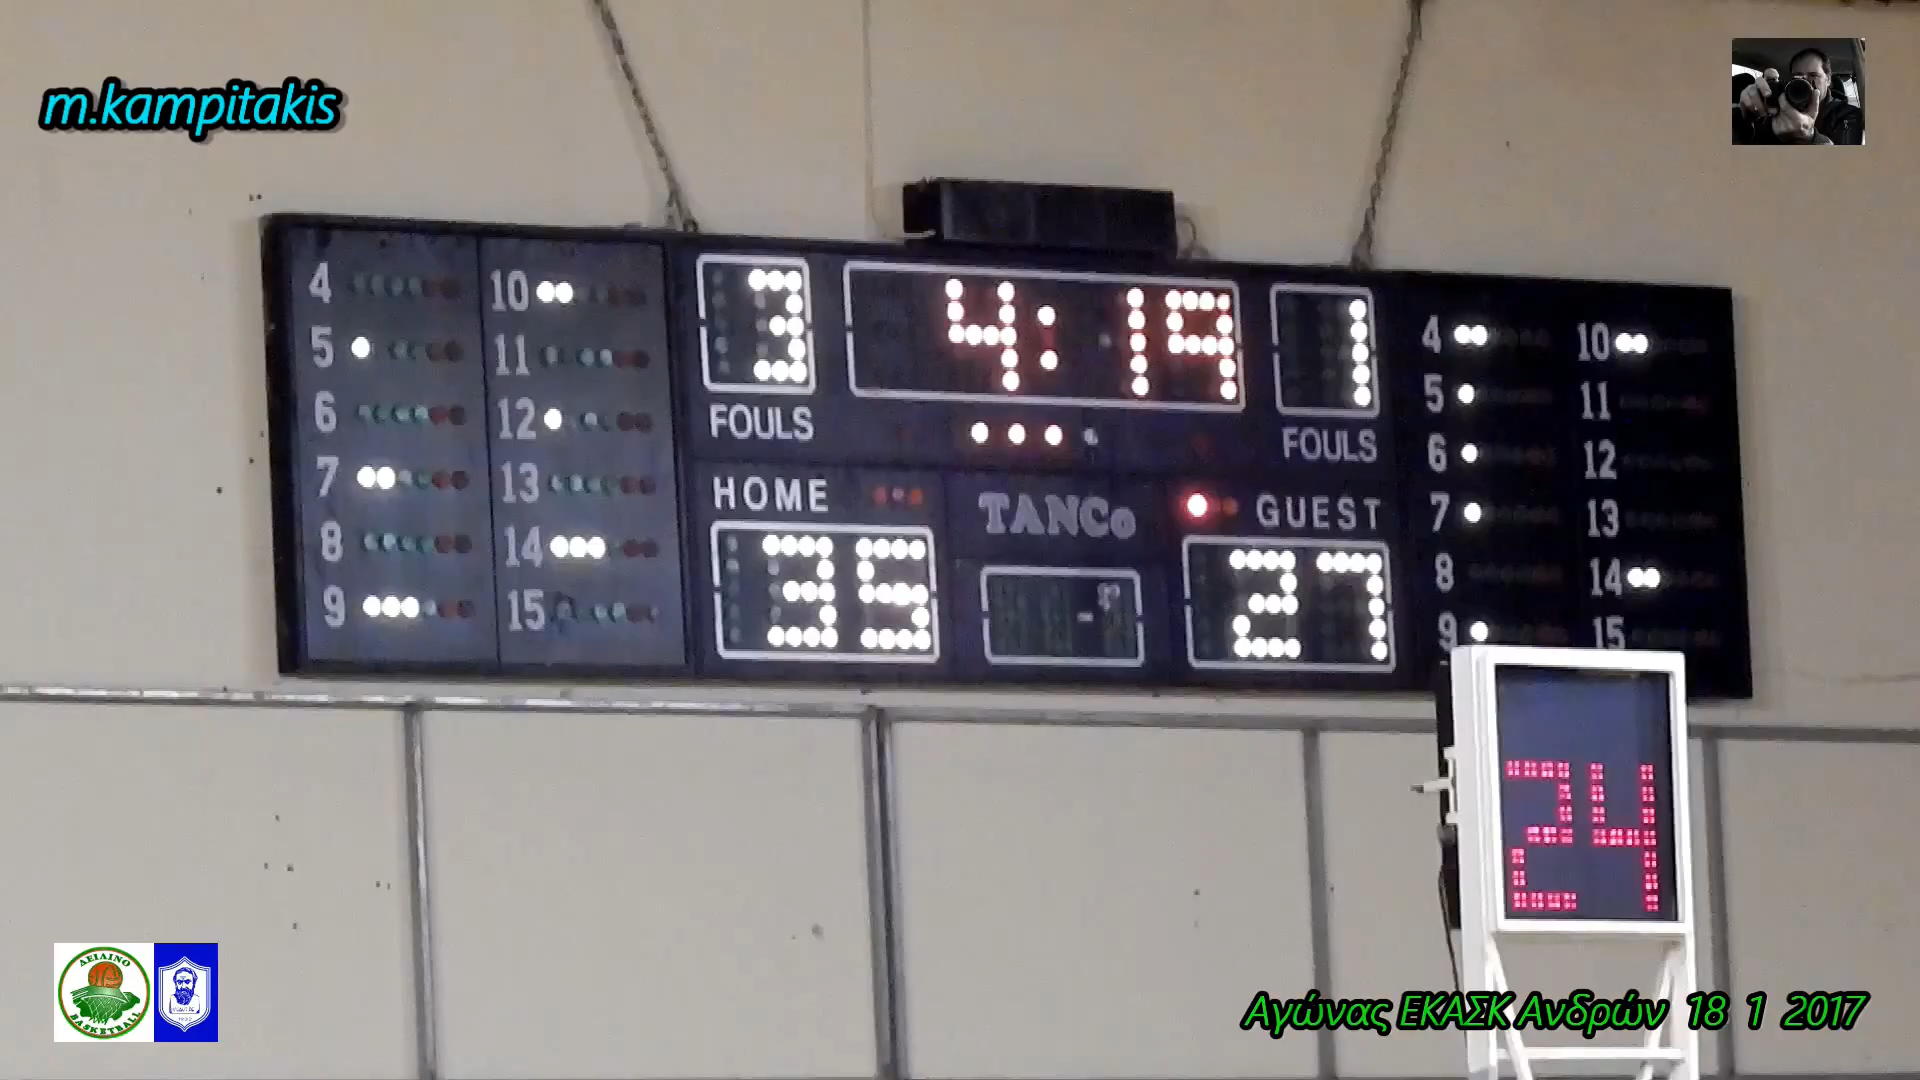 m.kampitakis
4 10 3 4:19 1 4 10
5 11 5 11
6 12 FOULS FOULS 6 12
7 13 HOME TANCo GUEST 7 13
8 14 35 27 8 14
9 15 9 15
24
ΔΕΙΛΙΝΟ
BASKETBALL
Αγώνας ΕΚΑΣΚ Ανδρών 18 1 2017